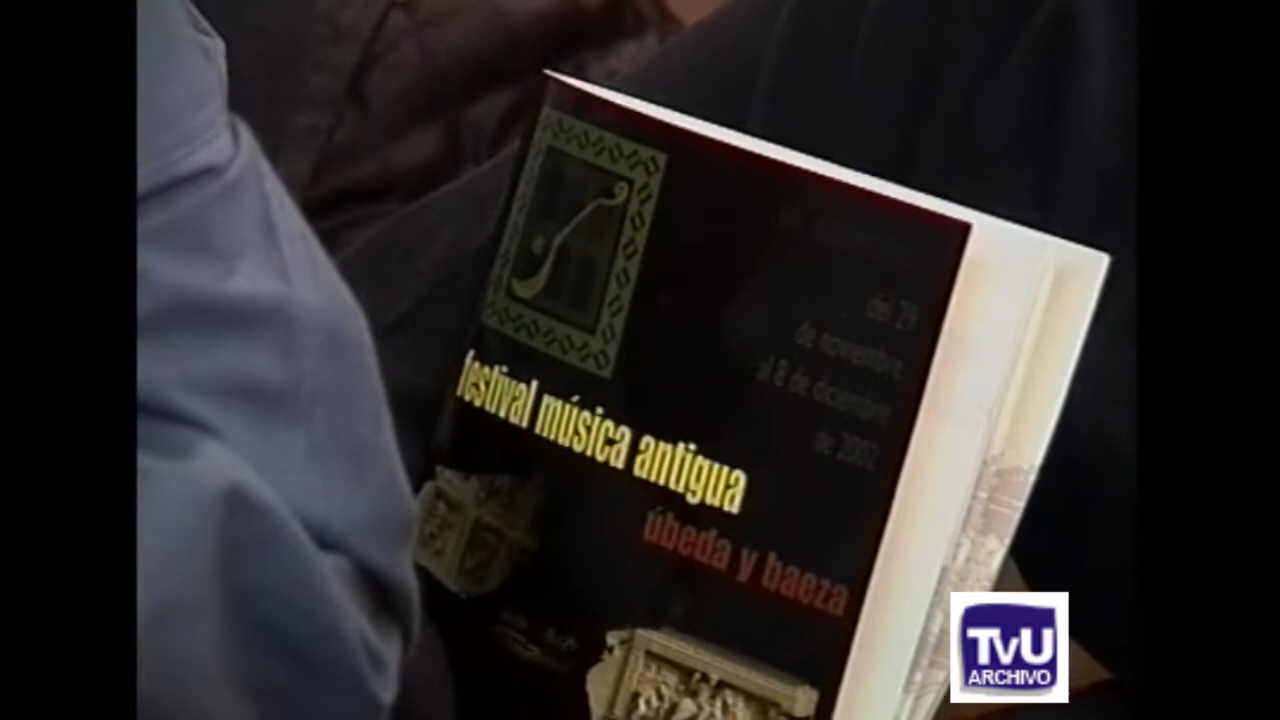 del 29
de noviembre
al 8 de diciembre
de 2002
festival música antigua
úbeda y baeza
TvU
ARCHIVO